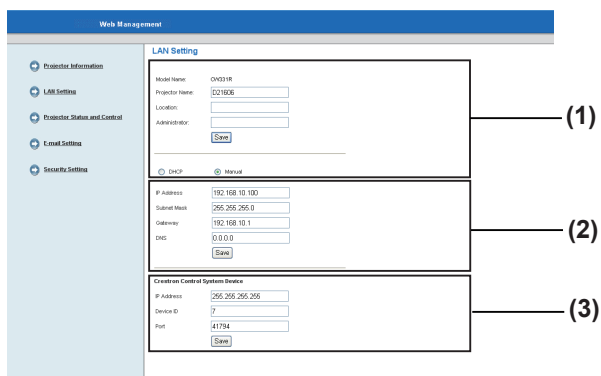 Web Management
LAN Setting
Projector Information
LAN Setting
Projector Status and Control
E-mail Setting
Security Setting
Model Name:
Projector Name: D21606
Location:
Administrator:
Save
DHCP Manual
(1)
IP Address 192.168.10.100
Subnet Mask 255.255.255.0
Gateway 192.168.10.1
DNS 0.0.0.0
Save
(2)
Crestron Control System Device
IP Address 255.255.255.255
Device ID 7
Port 41794
Save
(3)